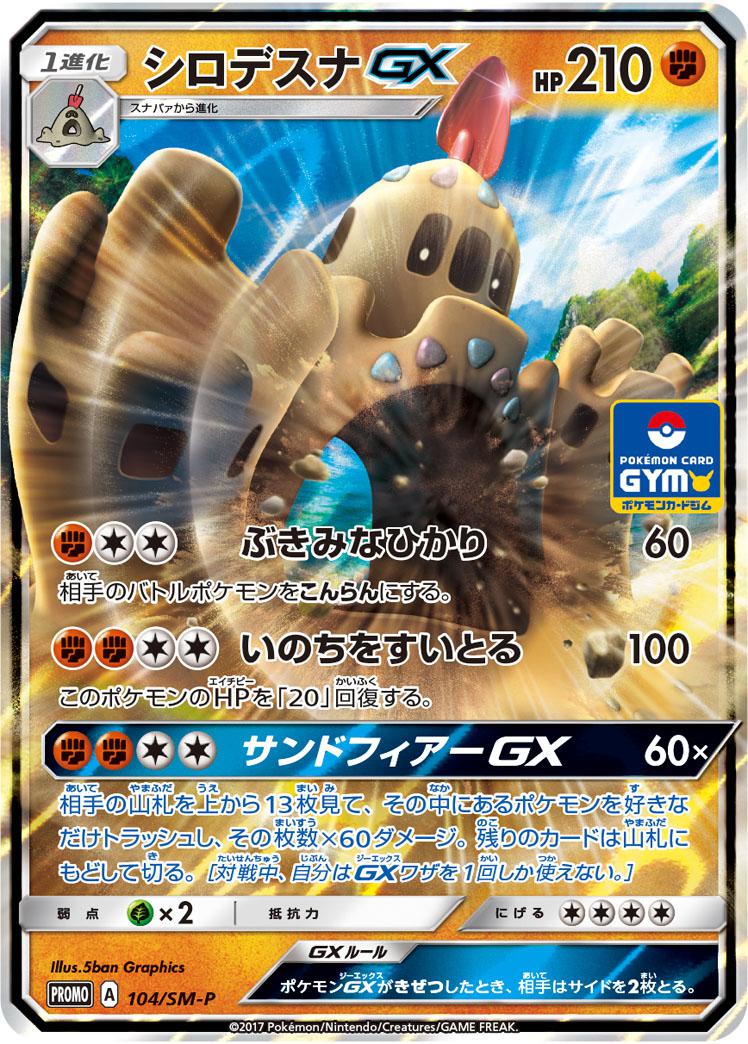 1進化
シロデスナGX
HP210
スナバァから進化
POKÉMON CARD
GYM
ポケモンカードジム
ぶきみなひかり 60
相手のバトルポケモンをこんらんにする。
いのちをすいとる 100
このポケモンのHPを「20」回復する。
サンドフィアーGX 60×
相手の山札を上から13枚見て、その中にあるポケモンを好きな
だけトラッシュし、その枚数×60ダメージ。残りのカードは山札に
もどして切る。[対戦中、自分はGXワザを1回しか使えない。]
弱点 ×2 抵抗力 にげる
GXルール
Illus.5ban Graphics
ポケモンGXがきぜつしたとき、相手はサイドを2枚とる。
PROMO A 104/SM-P
©2017 Pokémon/Nintendo/Creatures/GAME FREAK.